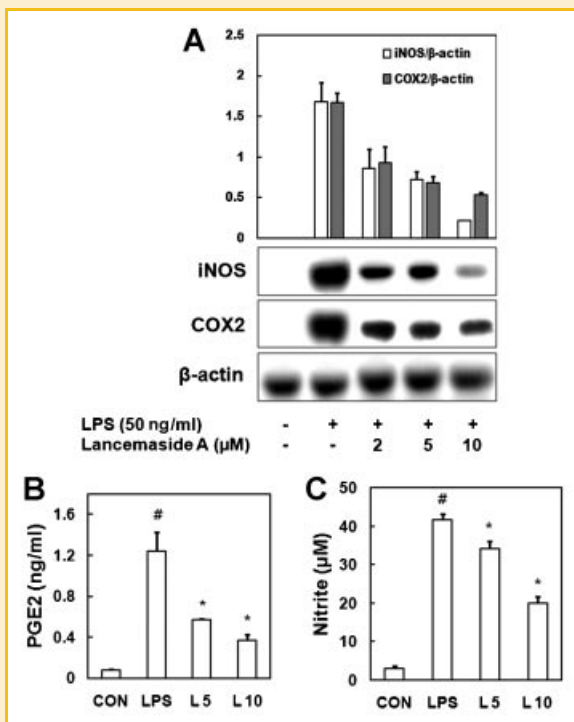 A
iNOS/β-actin
COX2/β-actin
2.5
2
1.5
1
0.5
0
iNOS
COX2
β-actin
LPS (50 ng/ml) - + + + +
Lancemaside A (μM) - - 2 5 10
B
PGE2 (ng/ml)
1.6
1.2
0.8
0.4
0
# * *
CON LPS L 5 L 10
C
Nitrite (μM)
50
40
30
20
10
0
# * *
CON LPS L 5 L 10